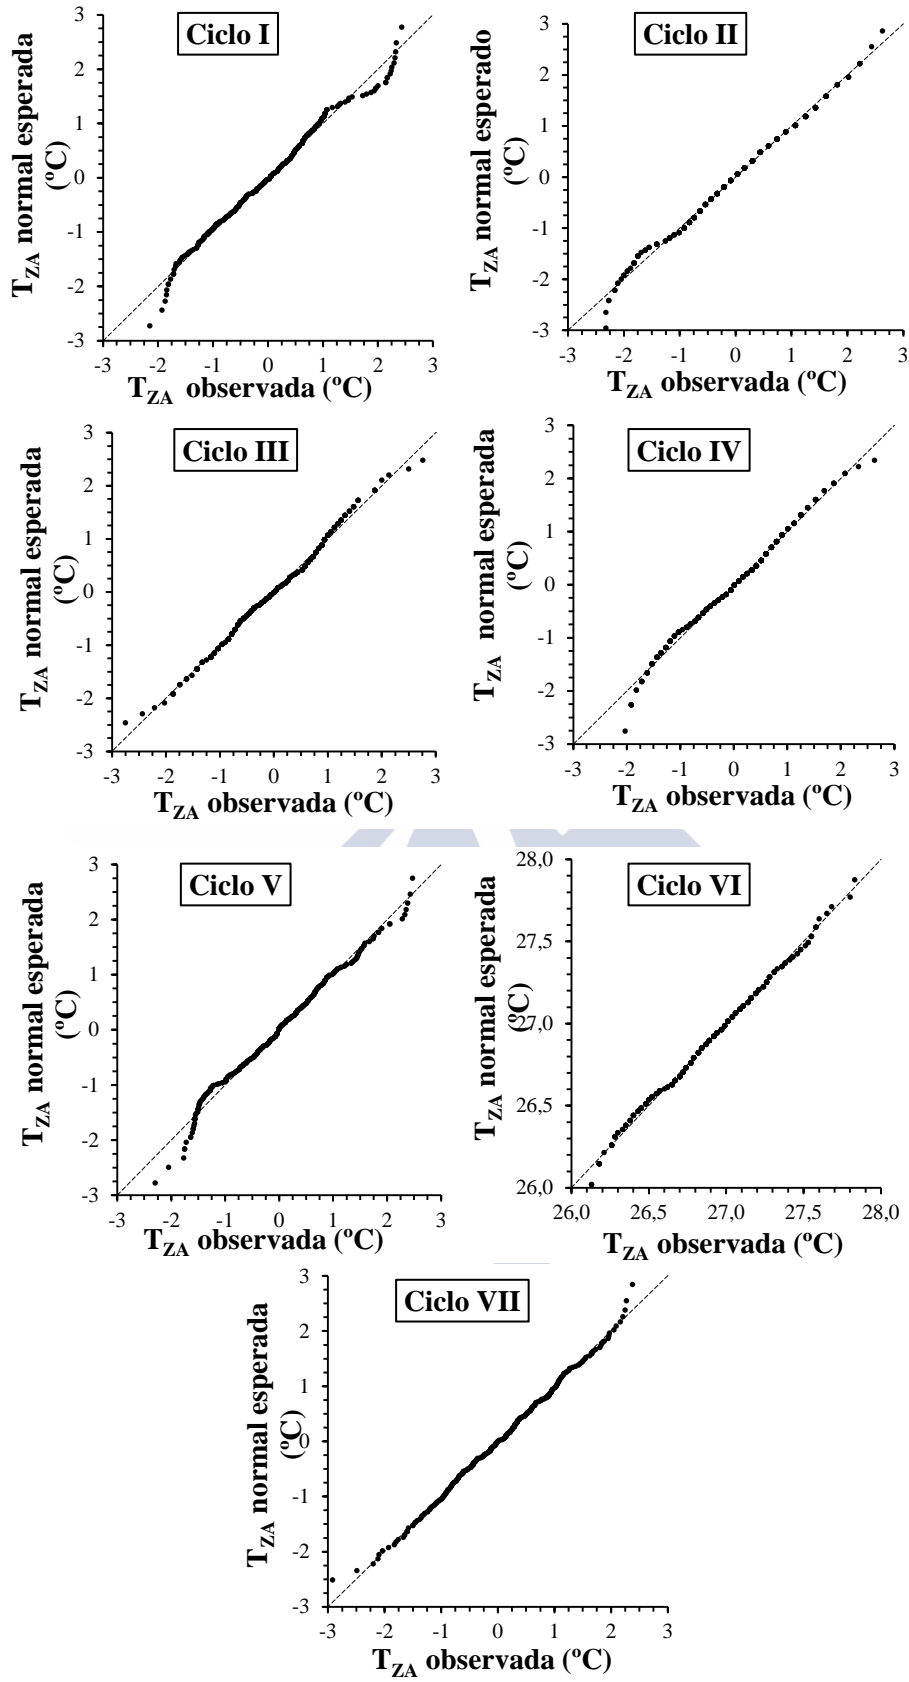 Ciclo I
T_ZA normal esperada
(ºC)
3
2
1
0
-1
-2
-3
-3 -2 -1 0 1 2 3
T_ZA observada (ºC)
Ciclo II
T_ZA normal esperado
(ºC)
3
2
1
0
-1
-2
-3
-3 -2 -1 0 1 2 3
T_ZA observada (ºC)
Ciclo III
T_ZA normal esperada
(ºC)
3
2
1
0
-1
-2
-3
-3 -2 -1 0 1 2 3
T_ZA observada (ºC)
Ciclo IV
T_ZA normal esperada
(ºC)
3
2
1
0
-1
-2
-3
-3 -2 -1 0 1 2 3
T_ZA observada (ºC)
Ciclo V
T_ZA normal esperada
(ºC)
3
2
1
0
-1
-2
-3
-3 -2 -1 0 1 2 3
T_ZA observada (ºC)
Ciclo VI
T_ZA normal esperada
(ºC)
28,0
27,5
27,0
26,5
26,0
26,0 26,5 27,0 27,5 28,0
T_ZA observada (ºC)
Ciclo VII
T_ZA normal esperada
(ºC)
3
2
1
0
-1
-2
-3
-3 -2 -1 0 1 2 3
T_ZA observada (ºC)